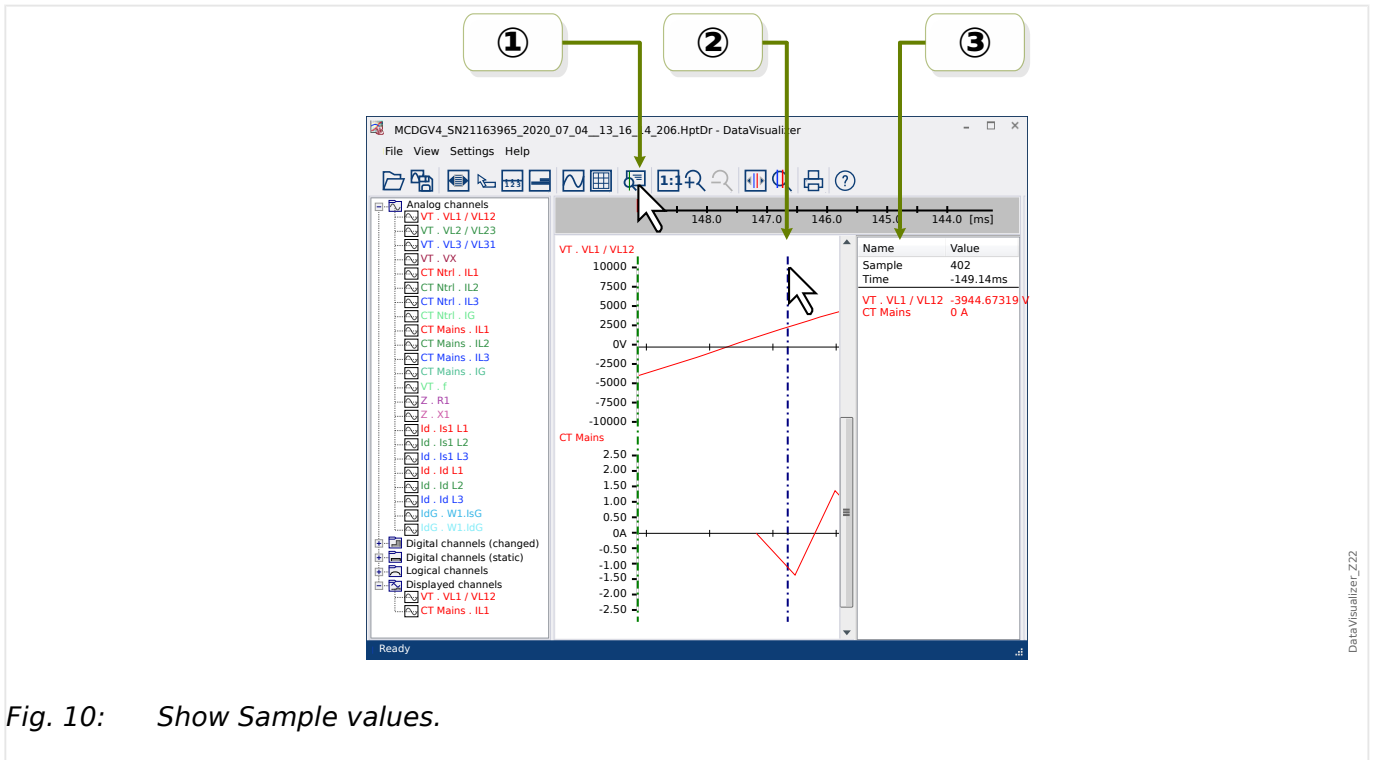 ① ② ③
MCDGV4_SN21163965_2020_07_04__13_16_14_206.HptDr - DataVisualizer
File View Settings Help
1 2 3
1:1
?
Analog channels
VT . VL1 / VL12
VT . VL2 / VL23
VT . VL3 / VL31
VT . VX
CT Ntrl . IL1
CT Ntrl . IL2
CT Ntrl . IL3
CT Ntrl . IG
CT Mains . IL1
CT Mains . IL2
CT Mains . IL3
CT Mains . IG
VT . f
Z . R1
Z . X1
Id . Is1 L1
Id . Is1 L2
Id . Is1 L3
Id . Id L1
Id . Id L2
Id . Id L3
IdG . W1.IsG
IdG . W1.IdG
Digital channels (changed)
Digital channels (static)
Logical channels
Displayed channels
VT . VL1 / VL12
CT Mains . IL1
148.0 147.0 146.0 145.0 144.0 [ms]
VT . VL1 / VL12
10000
7500
5000
2500
0V
-2500
-5000
-7500
-10000
CT Mains
2.50
2.00
1.50
1.00
0.50
0A
-0.50
-1.00
-1.50
-2.00
-2.50
Name Value
Sample 402
Time -149.14ms
VT . VL1 / VL12 -3944.67319 V
CT Mains 0 A
Ready
DataVisualizer_Z22
Fig. 10: Show Sample values.